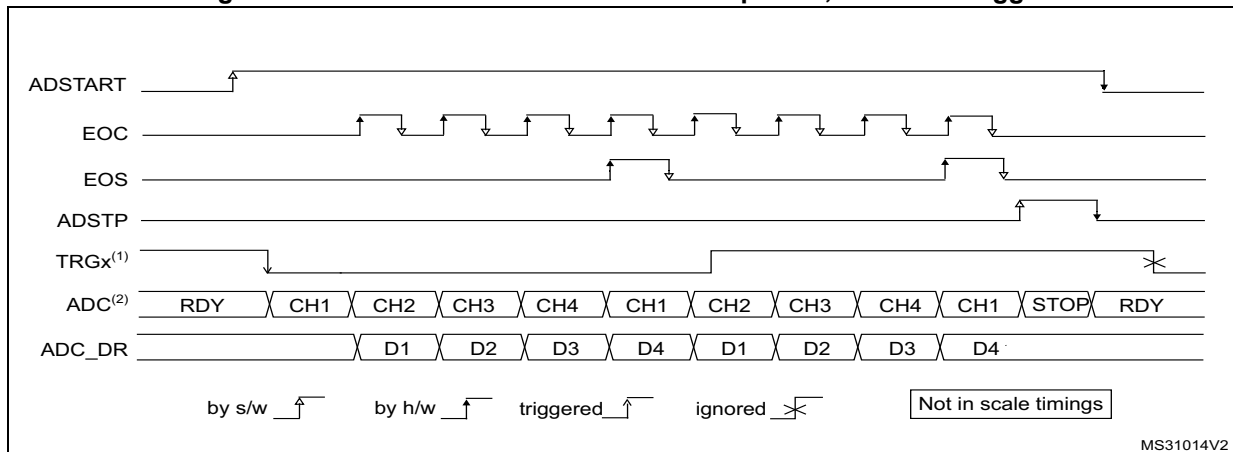 ADSTART
EOC
EOS
ADSTP
TRGx(1)
ADC(2) RDY CH1 CH2 CH3 CH4 CH1 CH2 CH3 CH4 CH1 STOP RDY
ADC_DR D1 D2 D3 D4 D1 D2 D3 D4
by s/w by h/w triggered ignored Not in scale timings
MS31014V2